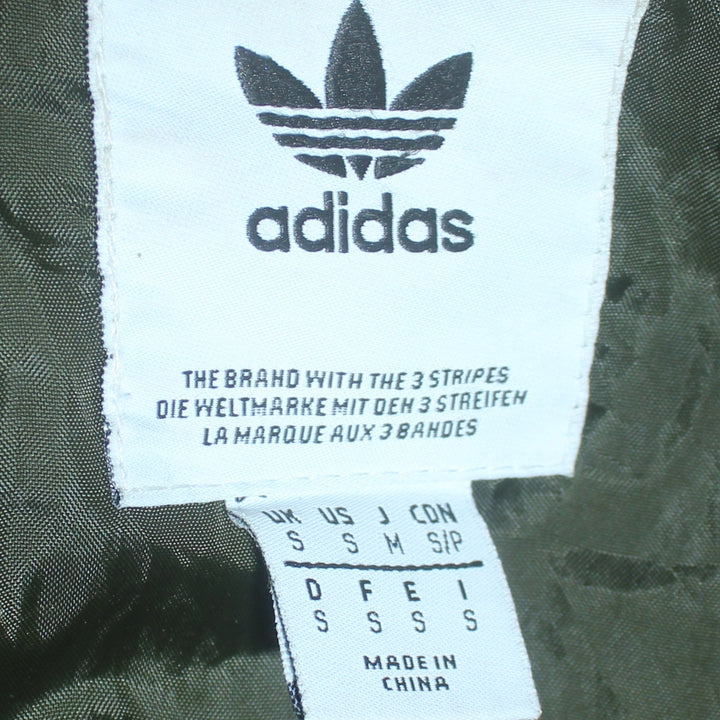 adidas
THE BRAND WITH THE 3 STRIPES
DIE WELTMARKE MIT DEN 3 STREIFEN
LA MARQUE AUX 3 BANDES
UK US J CDN
S S M S/P
D F E I
S S S S
MADE IN
CHINA